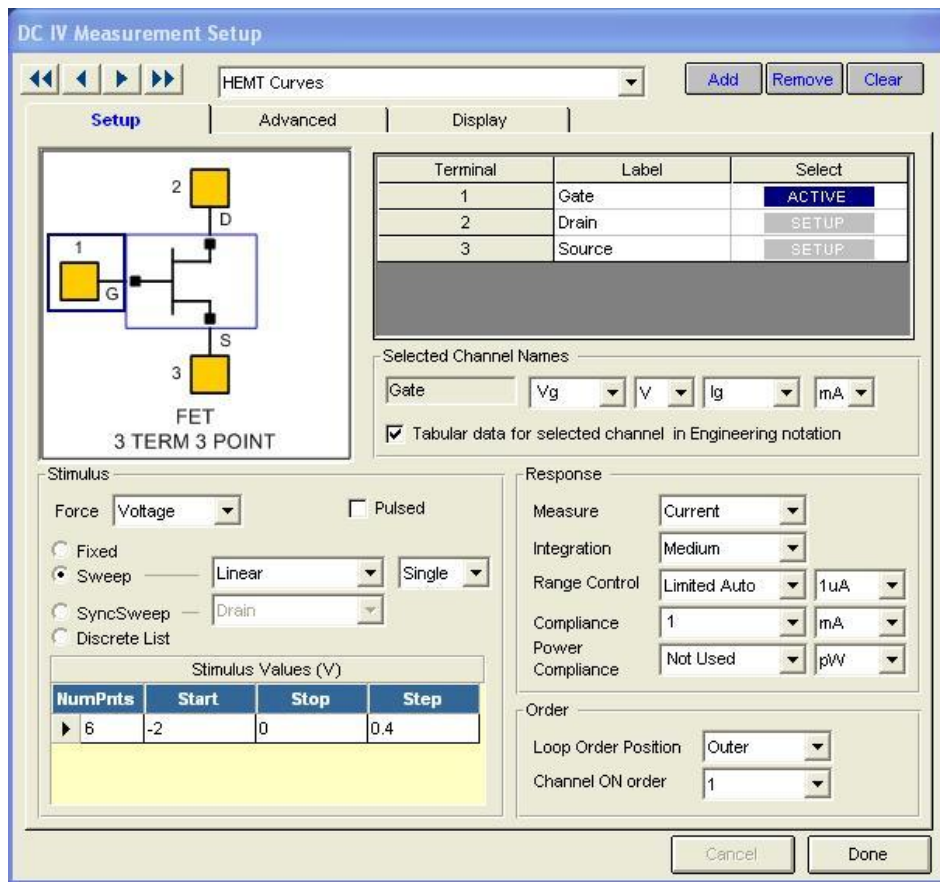 DC IV Measurement Setup
HEMT Curves
Add Remove Clear
Setup Advanced Display
2
D
1
G
S
3
FET
3 TERM 3 POINT
Terminal Label Select
1 Gate ACTIVE
2 Drain SETUP
3 Source SETUP
Selected Channel Names
Gate Vg V Ig mA
Tabular data for selected channel in Engineering notation
Stimulus
Force Voltage Pulsed
Fixed
Sweep Linear Single
SyncSweep Drain
Discrete List
Stimulus Values (V)
NumPnts Start Stop Step
6 -2 0 0.4
Response
Measure Current
Integration Medium
Range Control Limited Auto 1uA
Compliance 1 mA
Power
Compliance Not Used pW
Order
Loop Order Position Outer
Channel ON order 1
Cancel Done